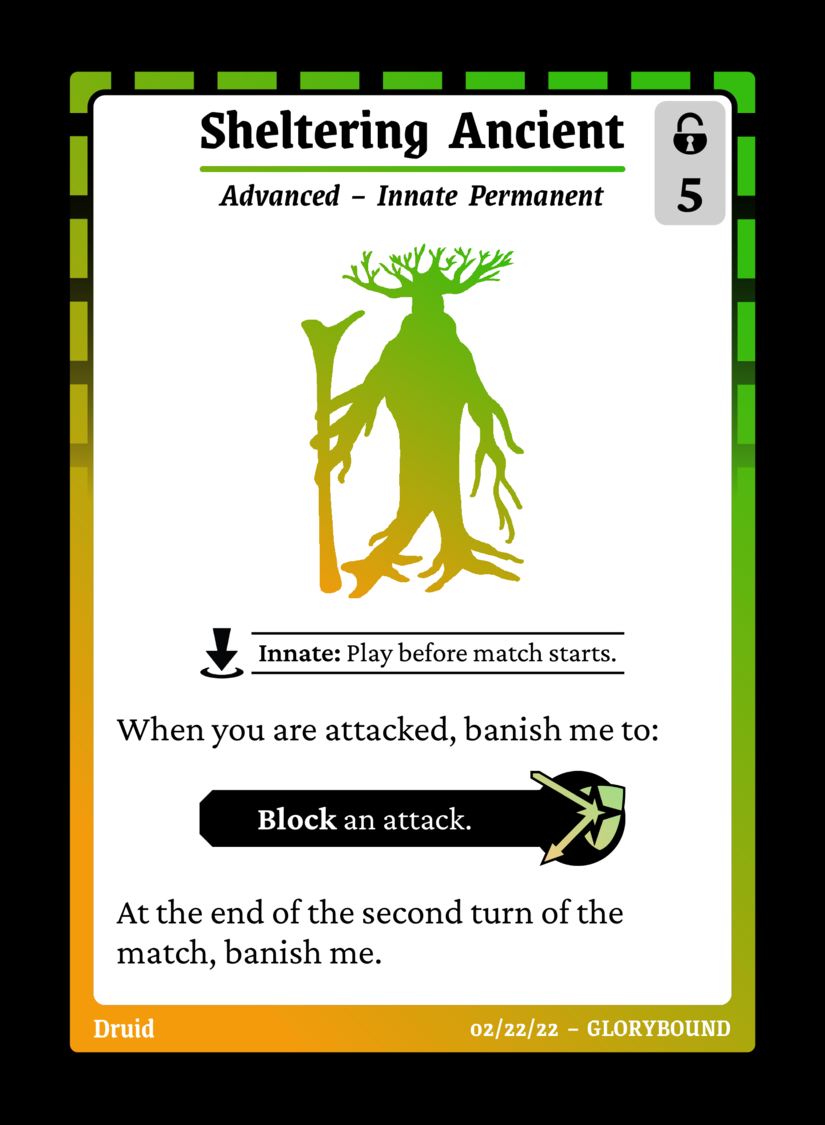 Sheltering Ancient
5
Advanced – Innate Permanent
Innate: Play before match starts.
When you are attacked, banish me to:
Block an attack.
At the end of the second turn of the
match, banish me.
Druid
02/22/22 – GLORYBOUND